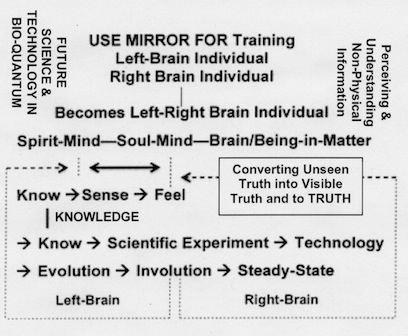 FUTURE
SCIENCE &
TECHNOLOGY IN
BIO-QUANTUM
USE MIRROR FOR Training
Left-Brain Individual
Right Brain Individual
Perceiving &
Understanding
Non-Physical
Information
Becomes Left-Right Brain Individual
Spirit-Mind—Soul-Mind—Brain/Being-in-Matter
Converting Unseen
Truth into Visible
Truth and to TRUTH
Know → Sense → Feel
KNOWLEDGE
→ Know → Scientific Experiment → Technology
→ Evolution → Involution → Steady-State
Left-Brain
Right-Brain